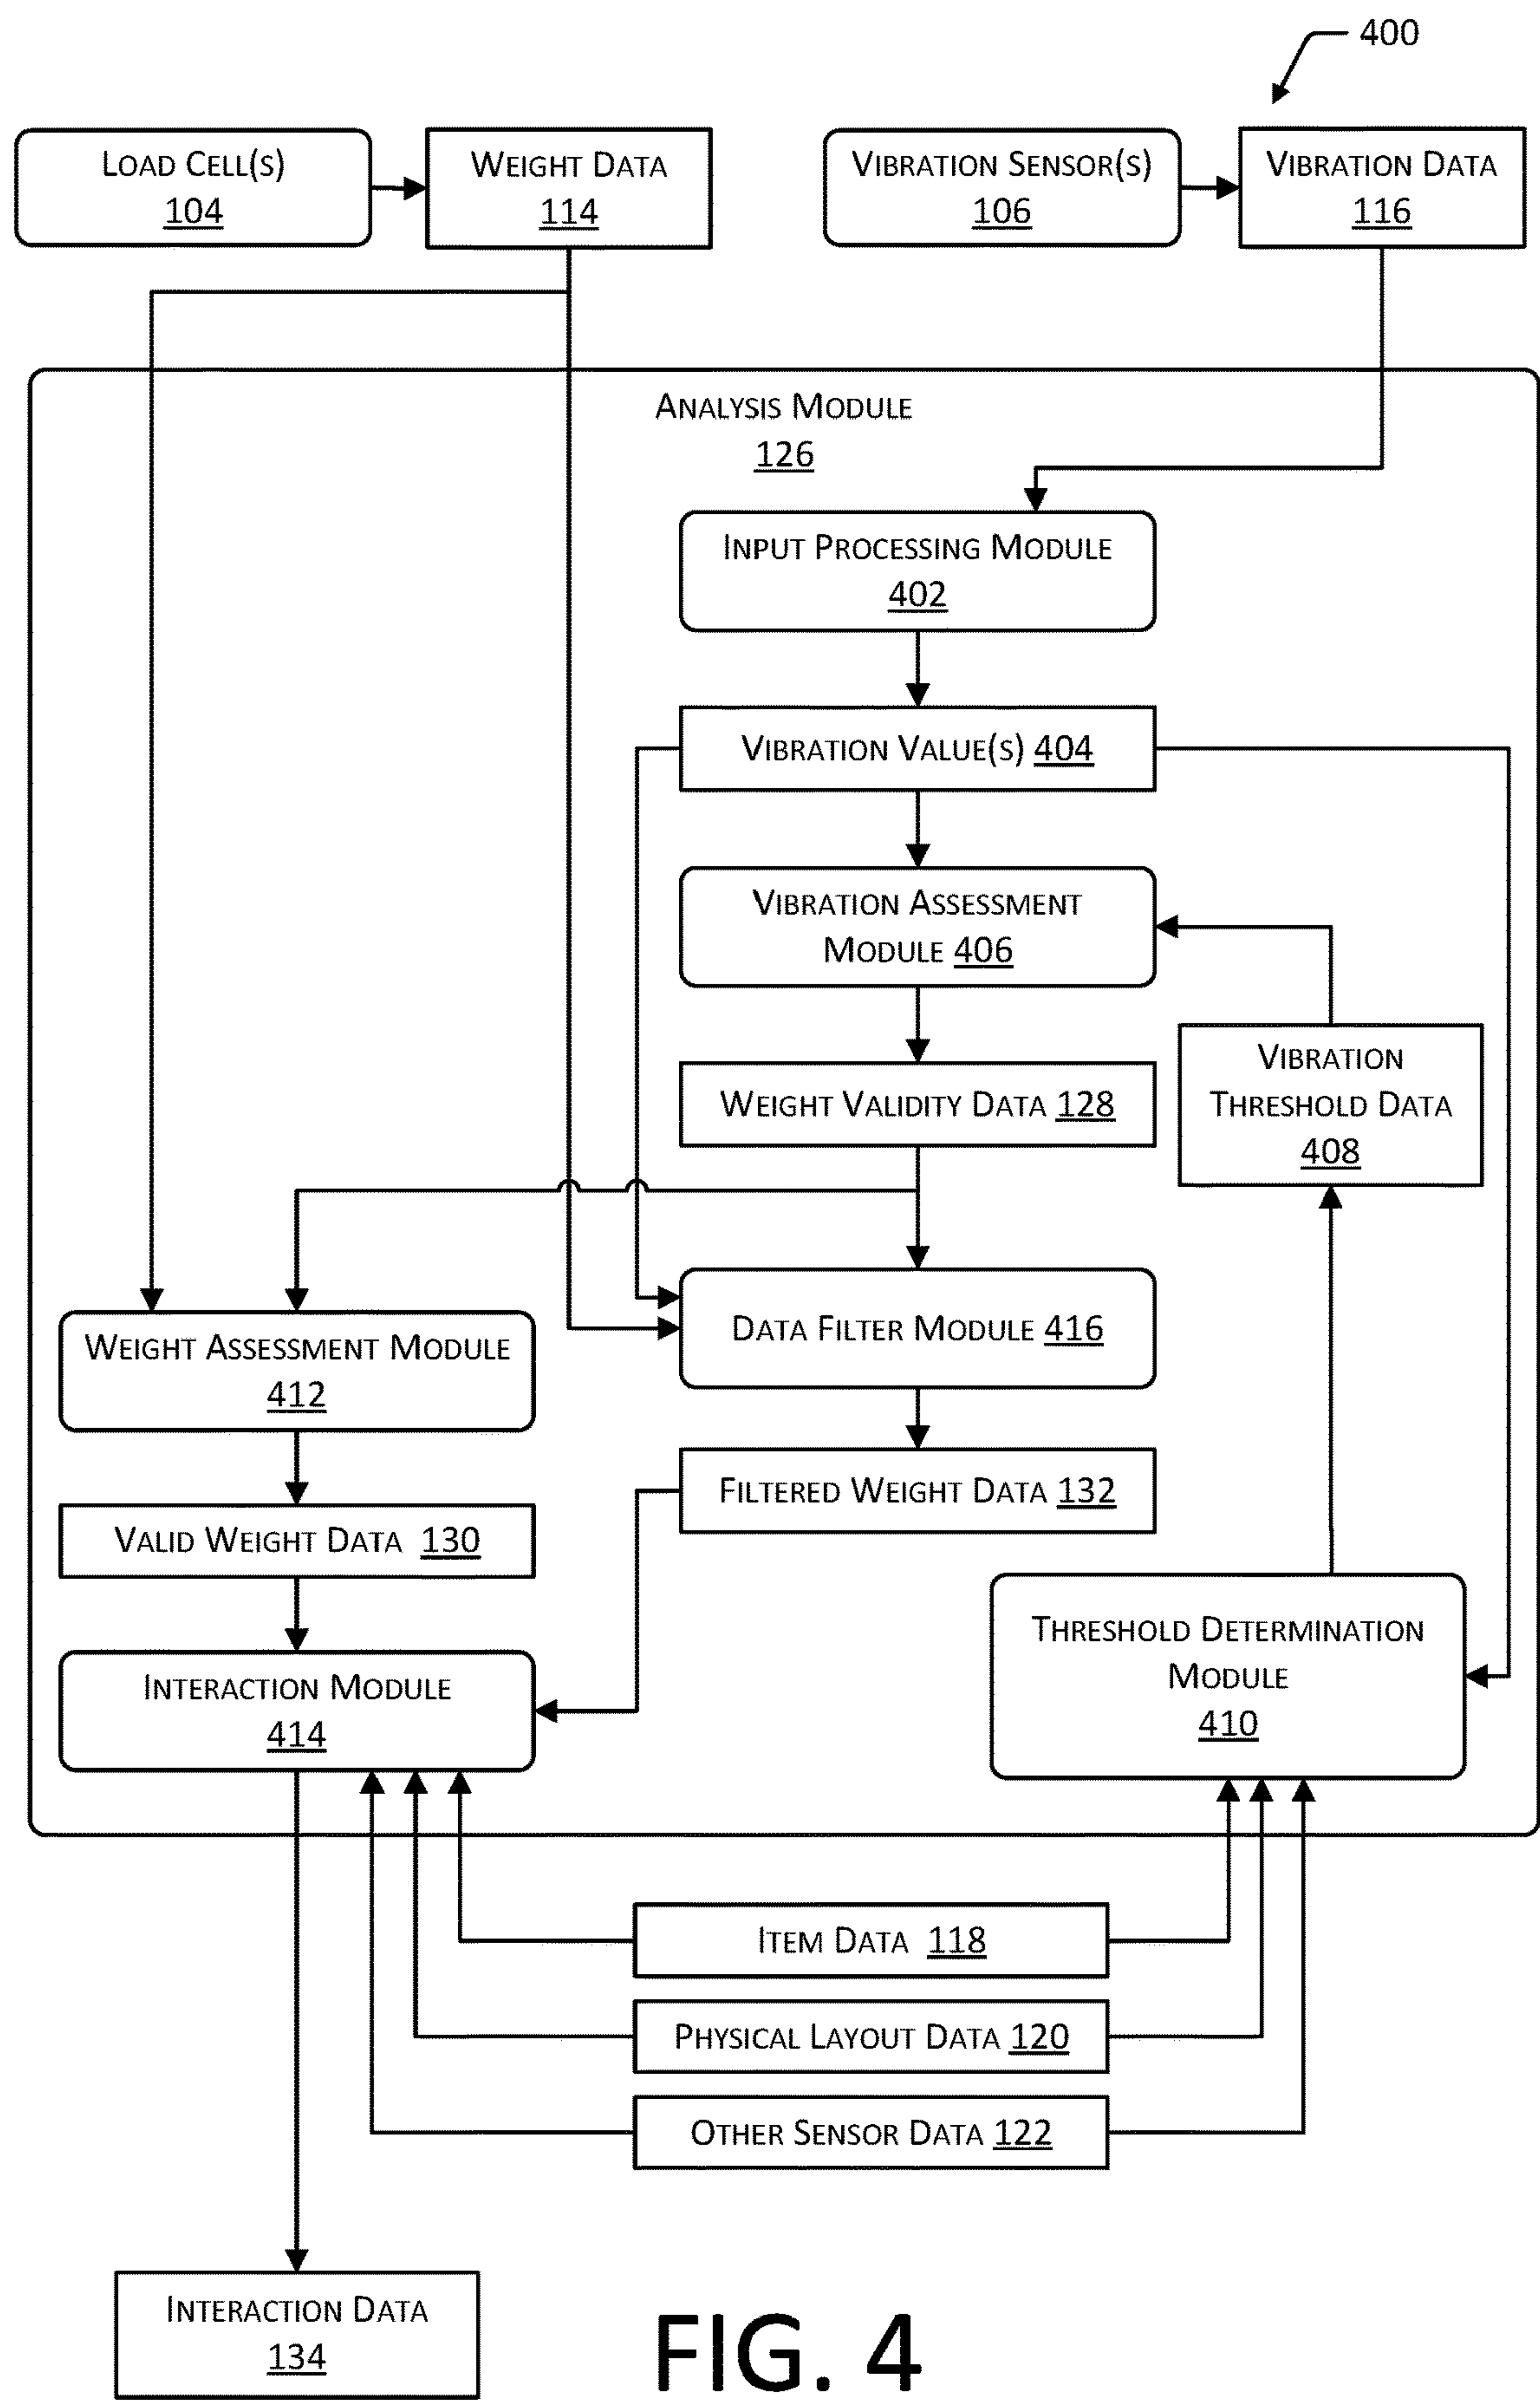 400
LOAD CELL(S)
104
WEIGHT DATA
114
VIBRATION SENSOR(S)
106
VIBRATION DATA
116
ANALYSIS MODULE
126
INPUT PROCESSING MODULE
402
VIBRATION VALUE(S) 404
VIBRATION ASSESSMENT
MODULE 406
VIBRATION
THRESHOLD DATA
408
WEIGHT VALIDITY DATA 128
DATA FILTER MODULE 416
WEIGHT ASSESSMENT MODULE
412
FILTERED WEIGHT DATA 132
VALID WEIGHT DATA 130
THRESHOLD DETERMINATION
MODULE
410
INTERACTION MODULE
414
ITEM DATA 118
PHYSICAL LAYOUT DATA 120
OTHER SENSOR DATA 122
INTERACTION DATA
134
FIG. 4